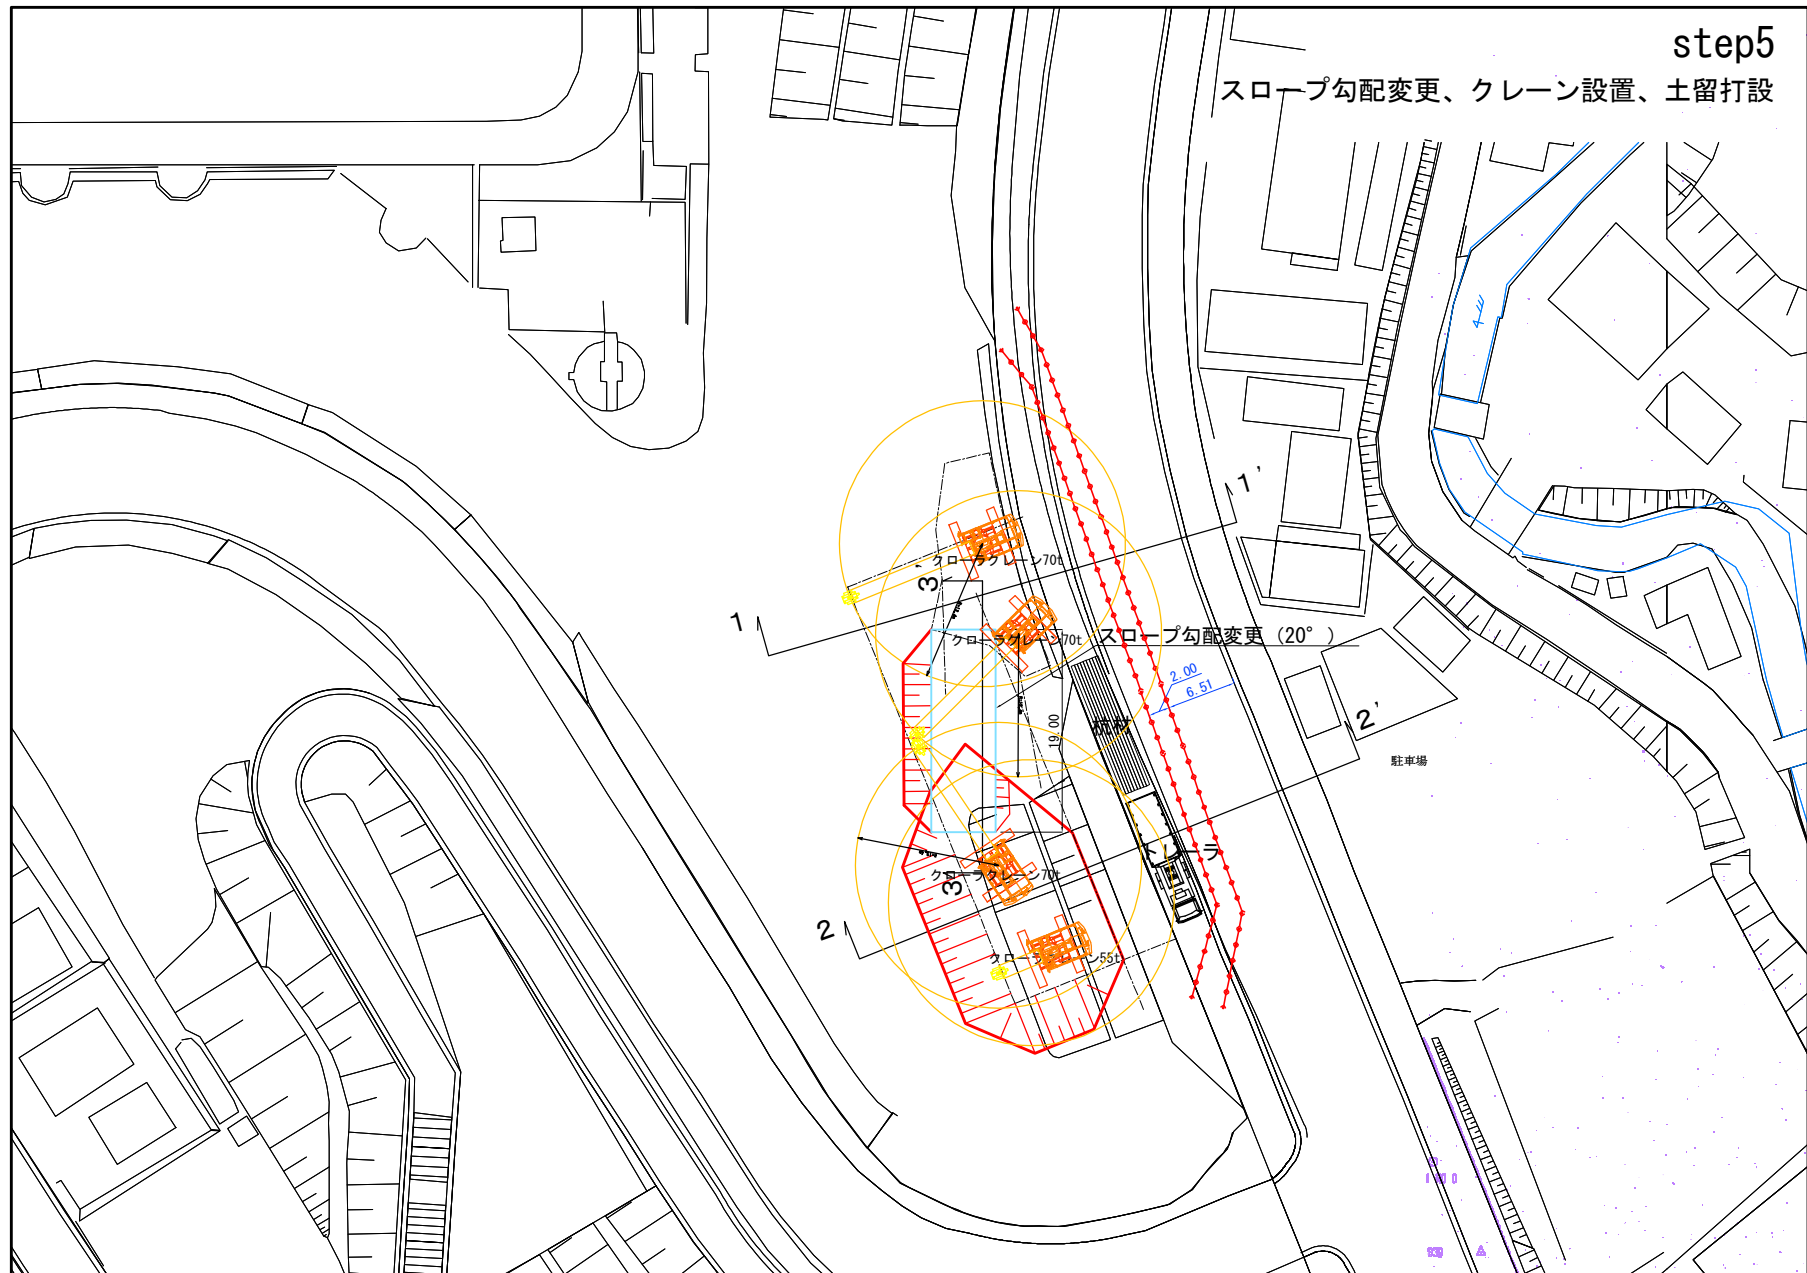 step5
スロープ勾配変更、クレーン設置、土留打設
1'
クローラクレーン70t
3'
1
クローラクレーン70t
スロープ勾配変更（20°）
2.00
6.51
杭材
19.00
2'
駐車場
トレーラ
クローラクレーン70t
3
2
クローラクレーン55t